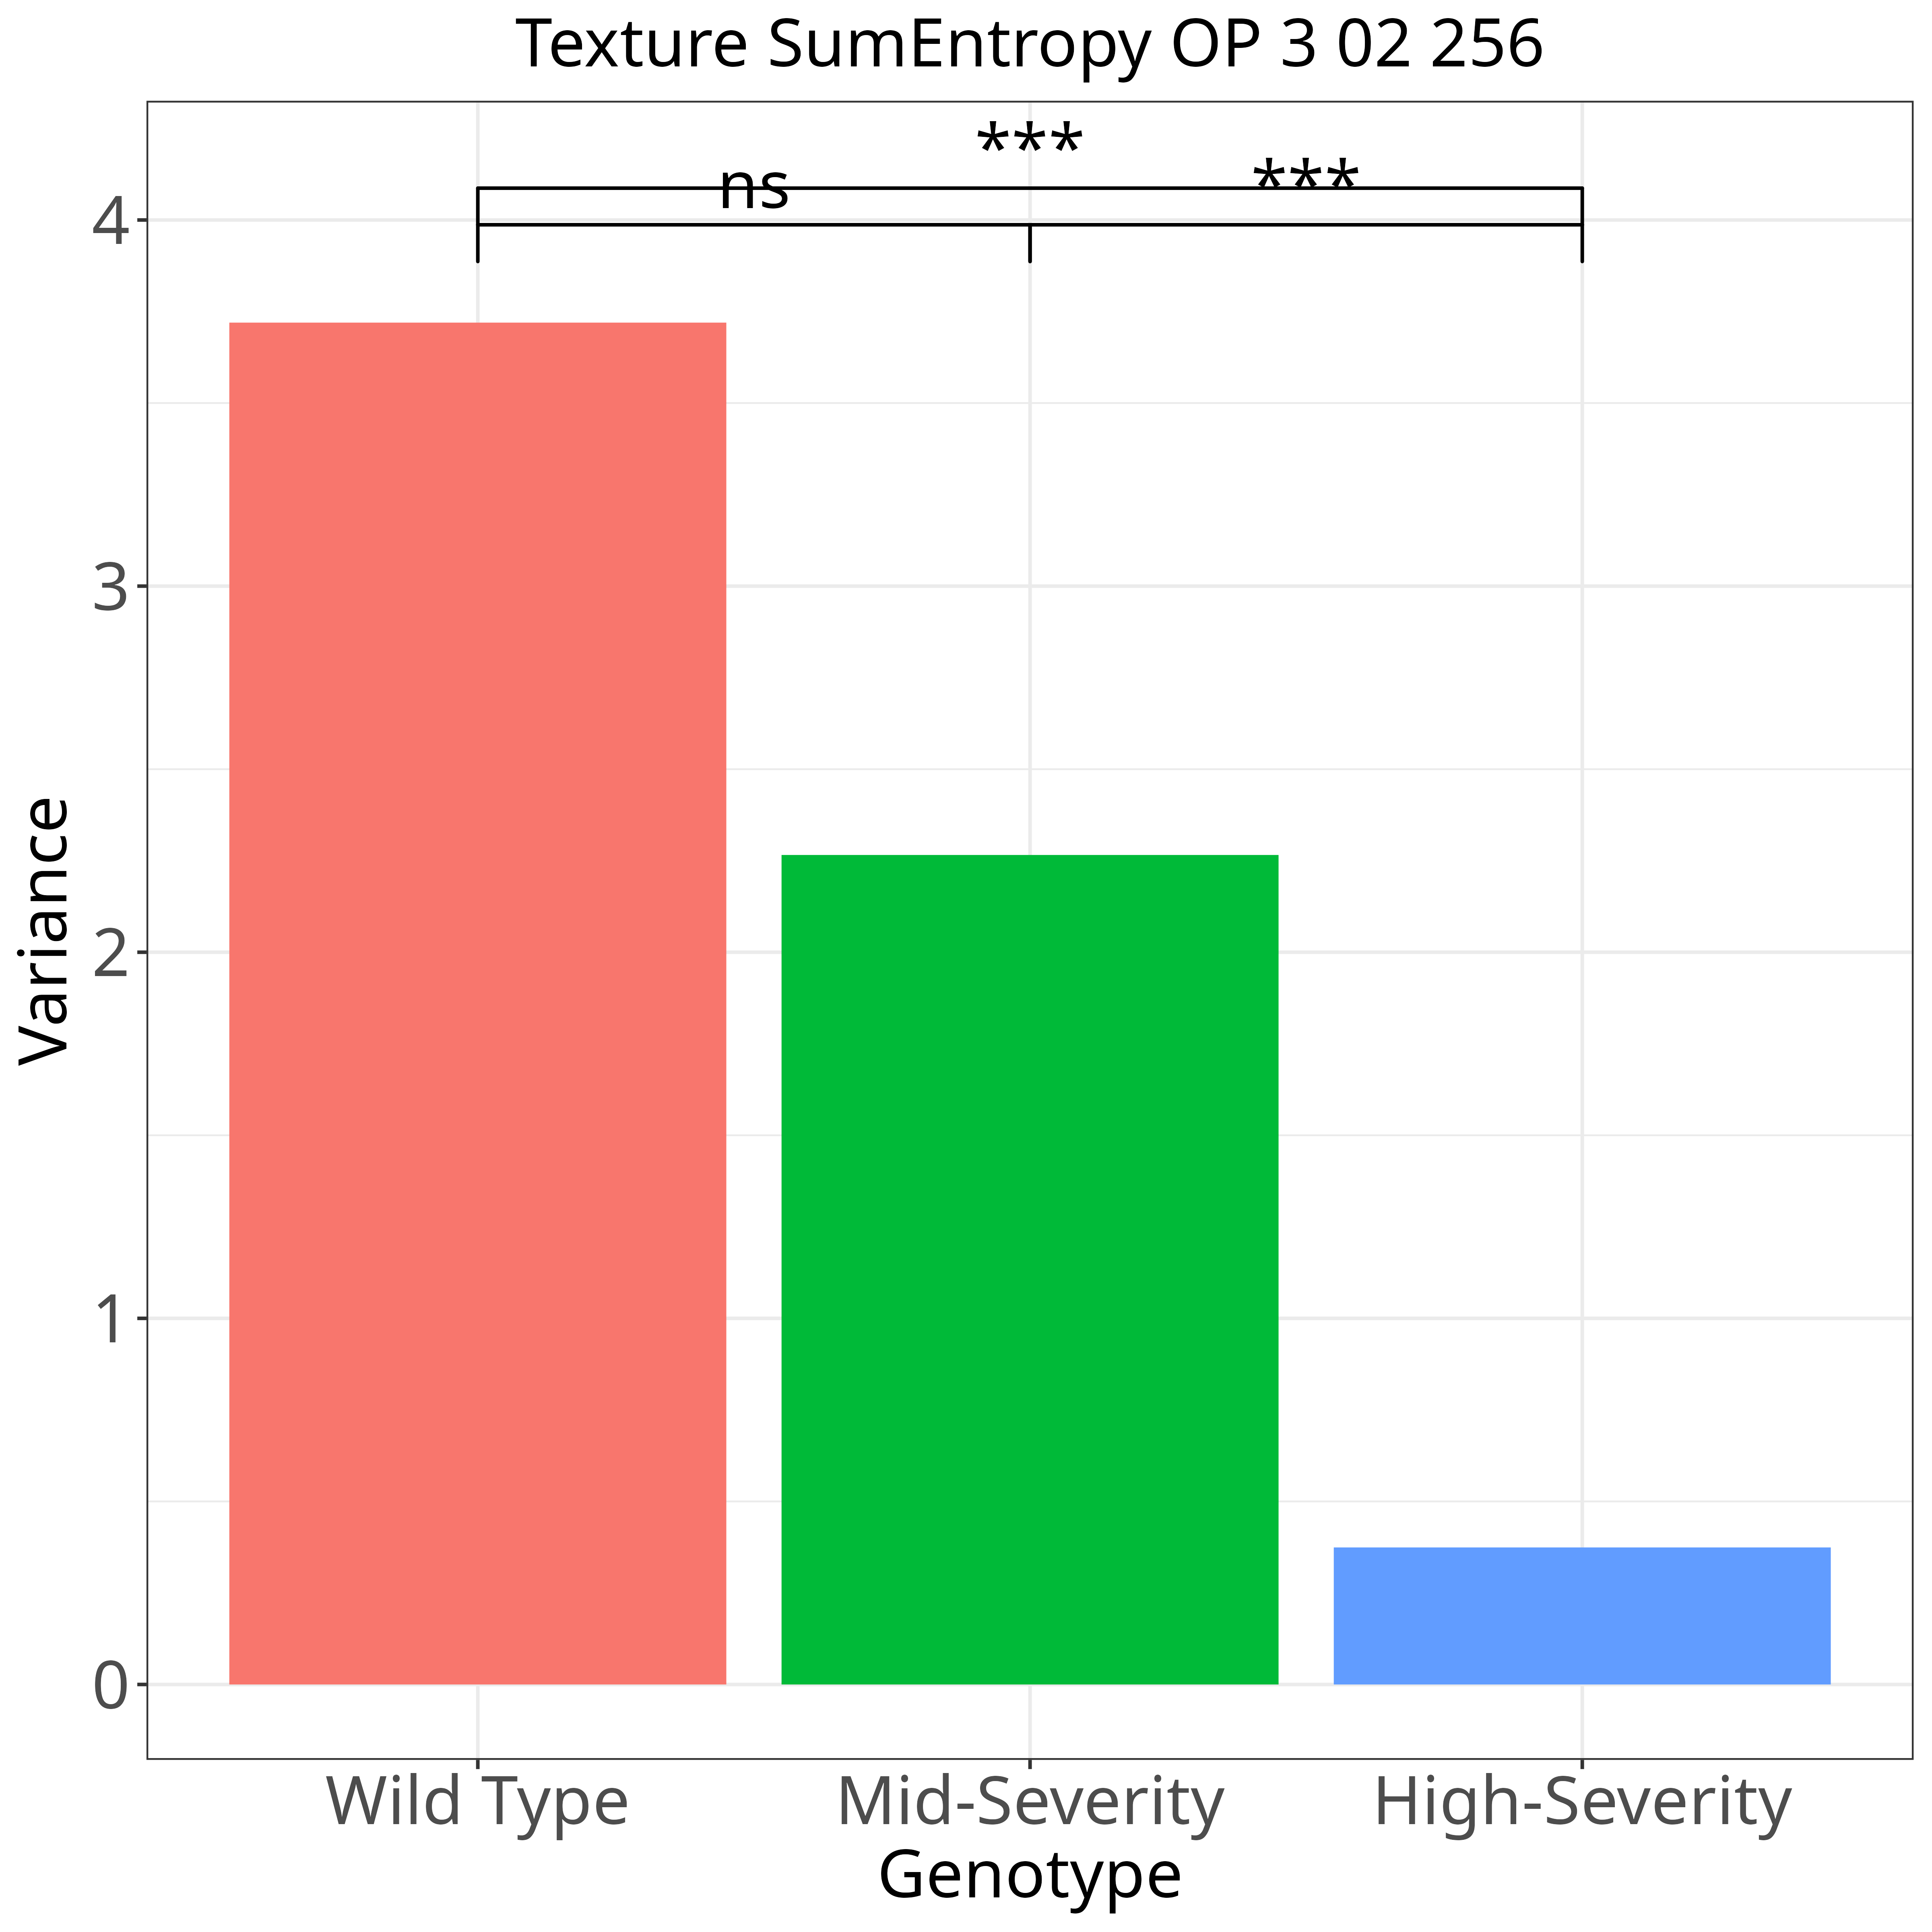 Texture SumEntropy OP 3 02 256
***
ns
***
4
3
2
1
0
Variance
Wild Type
Mid-Severity
High-Severity
Genotype